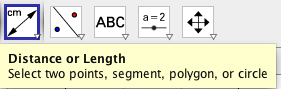 cm ABC a = 2
Distance or Length
Select two points, segment, polygon, or circle